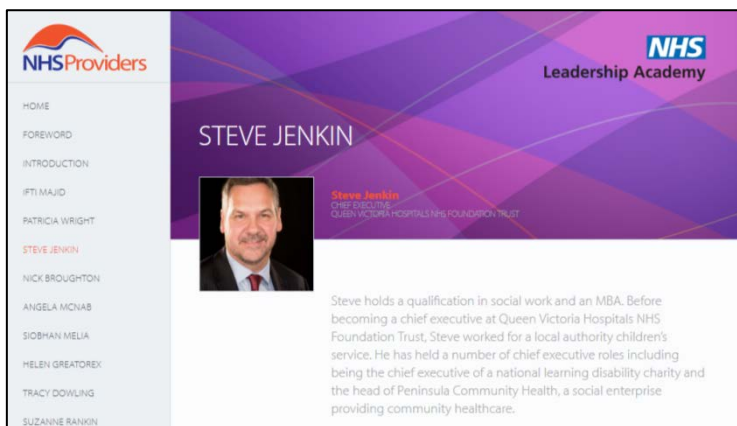 NHSProviders
HOME
FOREWORD
INTRODUCTION
IFTI MAJID
PATRICIA WRIGHT
STEVE JENKIN
NICK BROUGHTON
ANGELA MCNAB
SIOBHAN MELIA
HELEN GREATOREX
TRACY DOWLING
SUZANNE RANKIN
NHS
Leadership Academy
STEVE JENKIN
Steve Jenkin
CHIEF EXECUTIVE
QUEEN VICTORIA HOSPITALS NHS FOUNDATION TRUST
Steve holds a qualification in social work and an MBA. Before
becoming a chief executive at Queen Victoria Hospitals NHS
Foundation Trust, Steve worked for a local authority children's
service. He has held a number of chief executive roles including
being the chief executive of a national learning disability charity and
the head of Peninsula Community Health, a social enterprise
providing community healthcare.